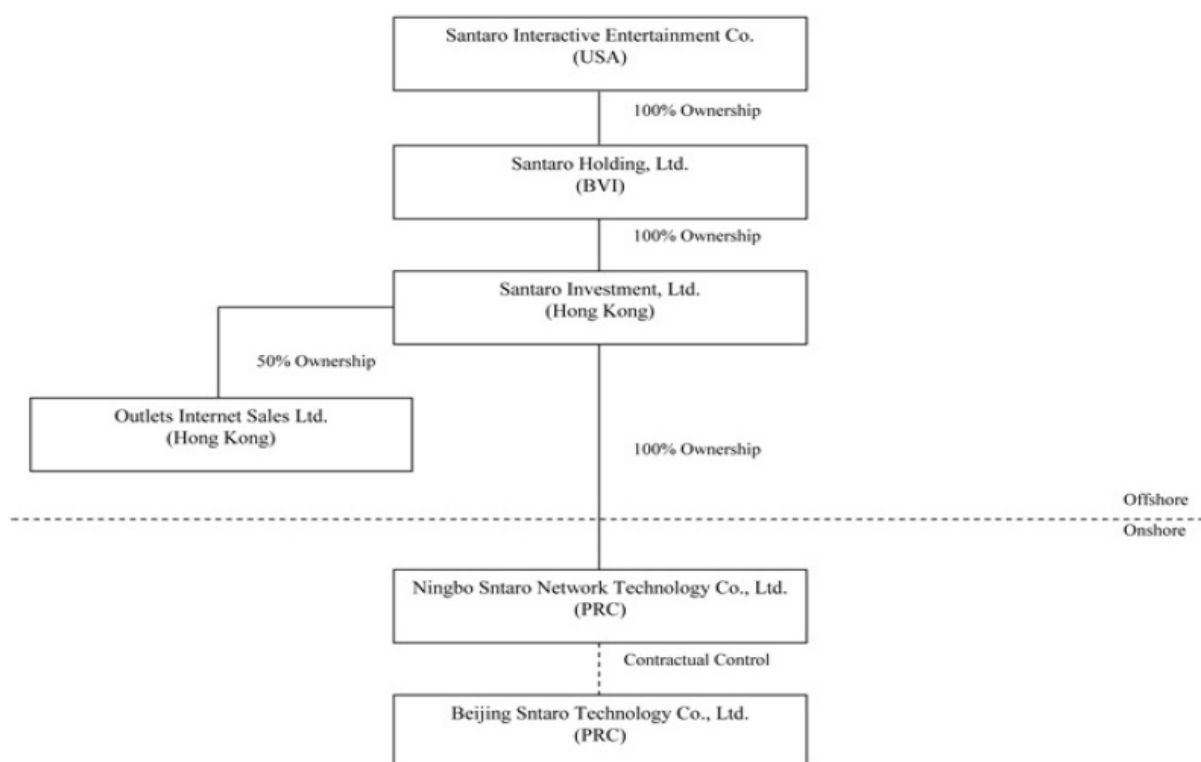 Santaro Interactive Entertainment Co.
(USA)
100% Ownership
Santaro Holding, Ltd.
(BVI)
100% Ownership
Santaro Investment, Ltd.
(Hong Kong)
50% Ownership
Outlets Internet Sales Ltd.
(Hong Kong)
100% Ownership
Offshore
Onshore
Ningbo Sntaro Network Technology Co., Ltd.
(PRC)
Contractual Control
Beijing Sntaro Technology Co., Ltd.
(PRC)